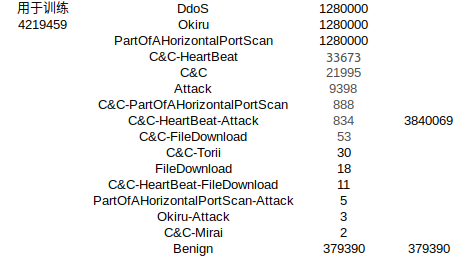 用于训练 DdoS 1280000
4219459 Okiru 1280000
PartOfAHorizontalPortScan 1280000
C&C-HeartBeat 33673
C&C 21995
Attack 9398
C&C-PartOfAHorizontalPortScan 888
C&C-HeartBeat-Attack 834 3840069
C&C-FileDownload 53
C&C-Torii 30
FileDownload 18
C&C-HeartBeat-FileDownload 11
PartOfAHorizontalPortScan-Attack 5
Okiru-Attack 3
C&C-Mirai 2
Benign 379390 379390